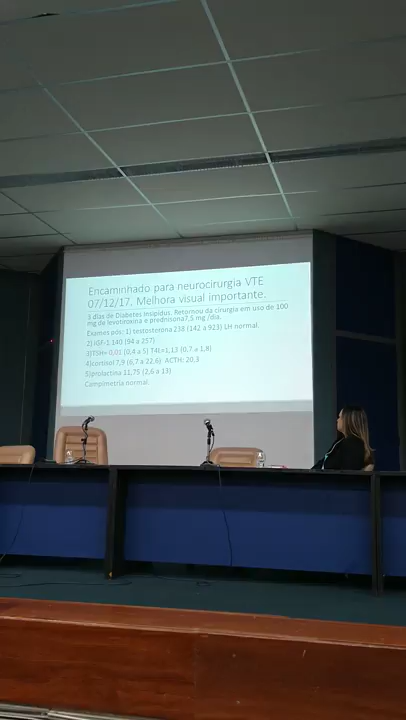 Encaminhado para neurocirurgia VTE
07/12/17. Melhora visual importante.
3 dias de Diabetes insipidus. Retornou da cirurgia em uso de 100
mg de levotiroxina e prednisona7,5 mg /dia.
Exames pós: 1) testosterona 238 (142 a 923) LH normal.
2) IGF-1 140 (94 a 257)
3)TSH= 0,01 (0,4 a 5) T4L=1,13 (0,7 a 1,8)
4)cortisol 7,9 (6,7 a 22,6) ACTH: 20,3
5)prolactina 11,75 (2,6 a 13)
Campimetria normal.